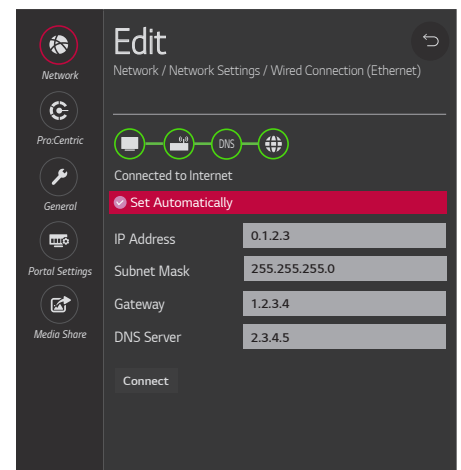 Edit
Network / Network Settings / Wired Connection (Ethernet)
Network
Pro:Centric
General
Portal Settings
Media Share
DNS
Connected to Internet
Set Automatically
IP Address 0.1.2.3
Subnet Mask 255.255.255.0
Gateway 1.2.3.4
DNS Server 2.3.4.5
Connect